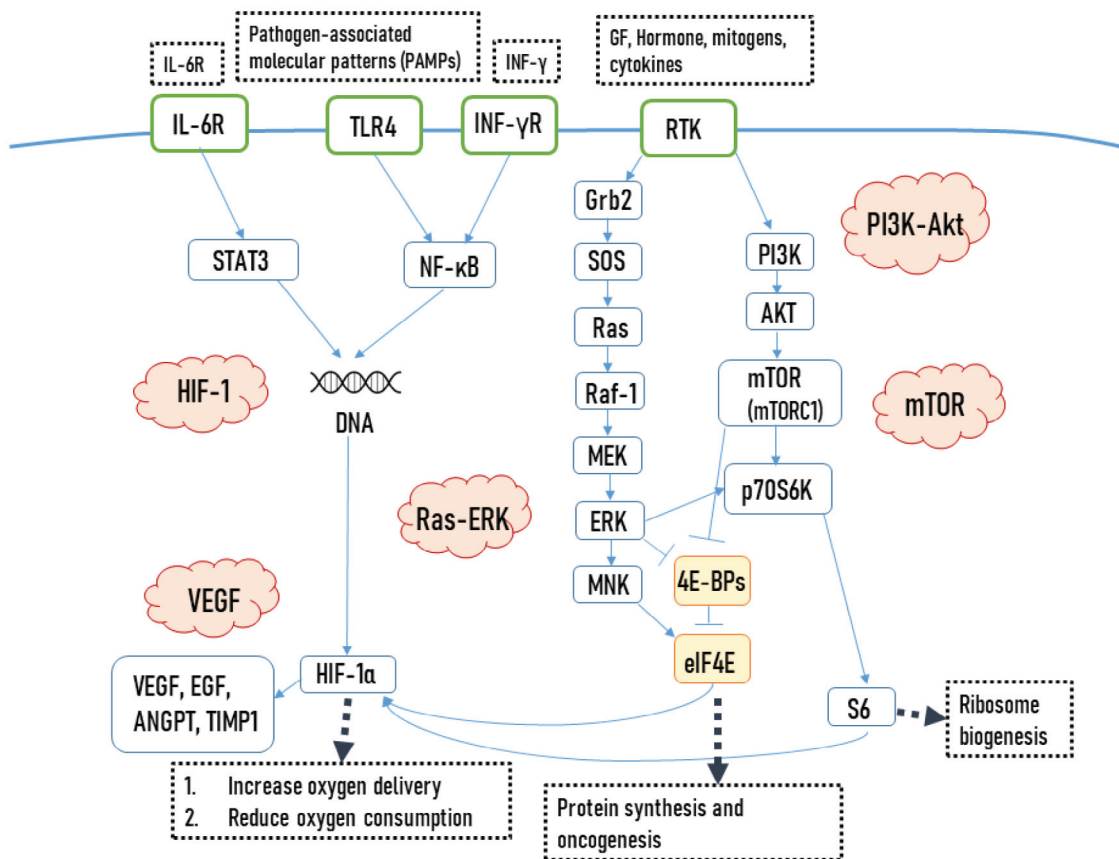 IL-6R
Pathogen-associated
molecular patterns (PAMPs)
INF-γ
GF, Hormone, mitogens,
cytokines
IL-6R
TLR4
INF-γR
RTK
Grb2
PI3K-Akt
STAT3
NF-κB
SOS
PI3K
Ras
AKT
HIF-1
DNA
Raf-1
mTOR
(mTORC1)
mTOR
MEK
p70S6K
Ras-ERK
ERK
MNK
4E-BPs
VEGF
eIF4E
VEGF, EGF,
ANGPT, TIMP1
HIF-1α
S6
Ribosome
biogenesis
1. Increase oxygen delivery
2. Reduce oxygen consumption
Protein synthesis and
oncogenesis